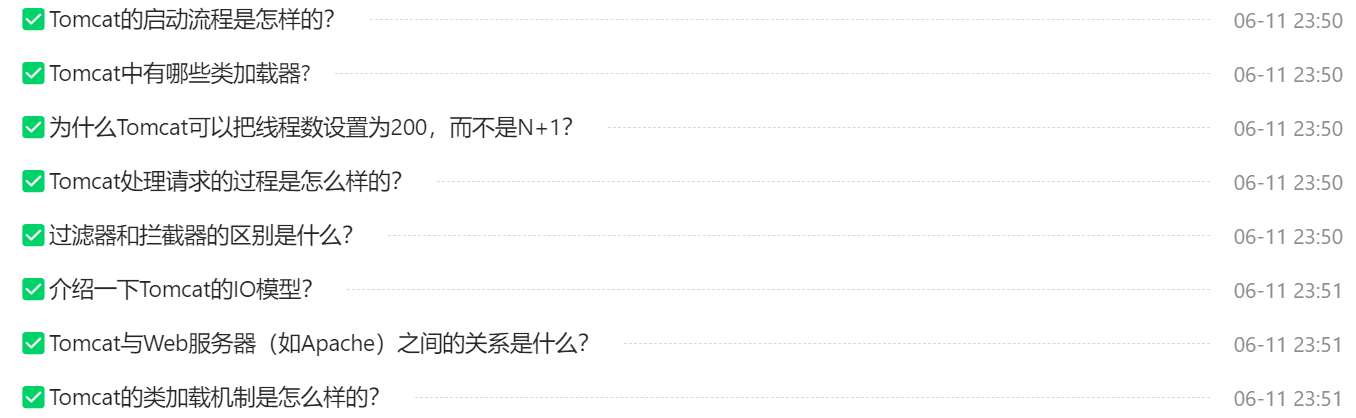 Tomcat的启动流程是怎样的？ 06-11 23:50
Tomcat中有哪些类加载器? 06-11 23:50
为什么Tomcat可以把线程数设置为200，而不是N+1？ 06-11 23:50
Tomcat处理请求的过程是怎么样的？ 06-11 23:50
过滤器和拦截器的区别是什么？ 06-11 23:50
介绍一下Tomcat的IO模型？ 06-11 23:51
Tomcat与Web服务器（如Apache）之间的关系是什么？ 06-11 23:51
Tomcat的类加载机制是怎么样的？ 06-11 23:51